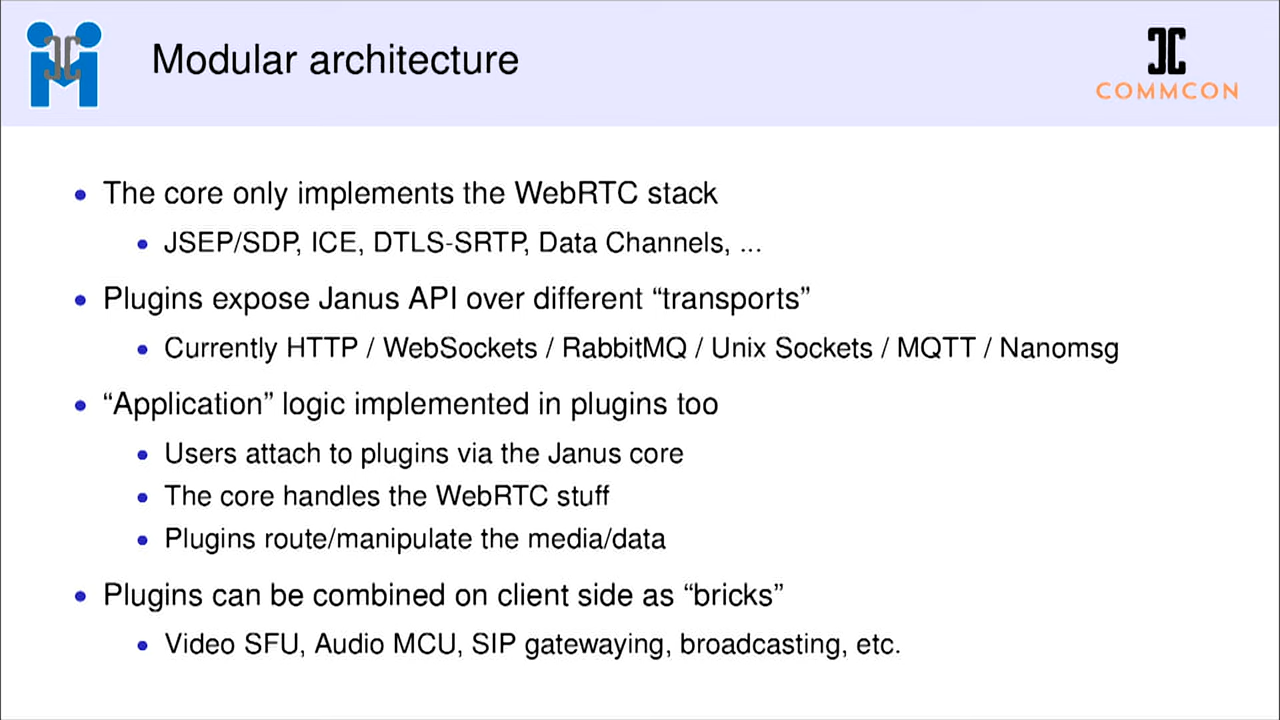 Modular architecture
COMMCON
• The core only implements the WebRTC stack
• JSEP/SDP, ICE, DTLS-SRTP, Data Channels, ...
• Plugins expose Janus API over different “transports”
• Currently HTTP / WebSockets / RabbitMQ / Unix Sockets / MQTT / Nanomsg
• “Application” logic implemented in plugins too
• Users attach to plugins via the Janus core
• The core handles the WebRTC stuff
• Plugins route/manipulate the media/data
• Plugins can be combined on client side as “bricks”
• Video SFU, Audio MCU, SIP gatewaying, broadcasting, etc.